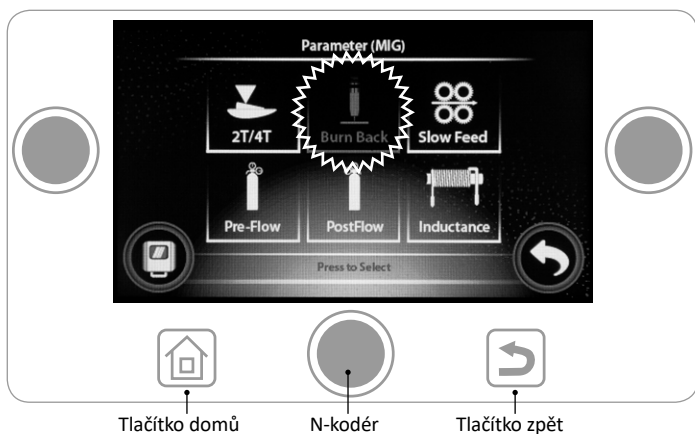 Parameter (MIG)
2T/4T
Burn Back
Slow Feed
Pre-Flow
PostFlow
Inductance
Press to Select
Tlačítko domů
N-kodér
Tlačítko zpět